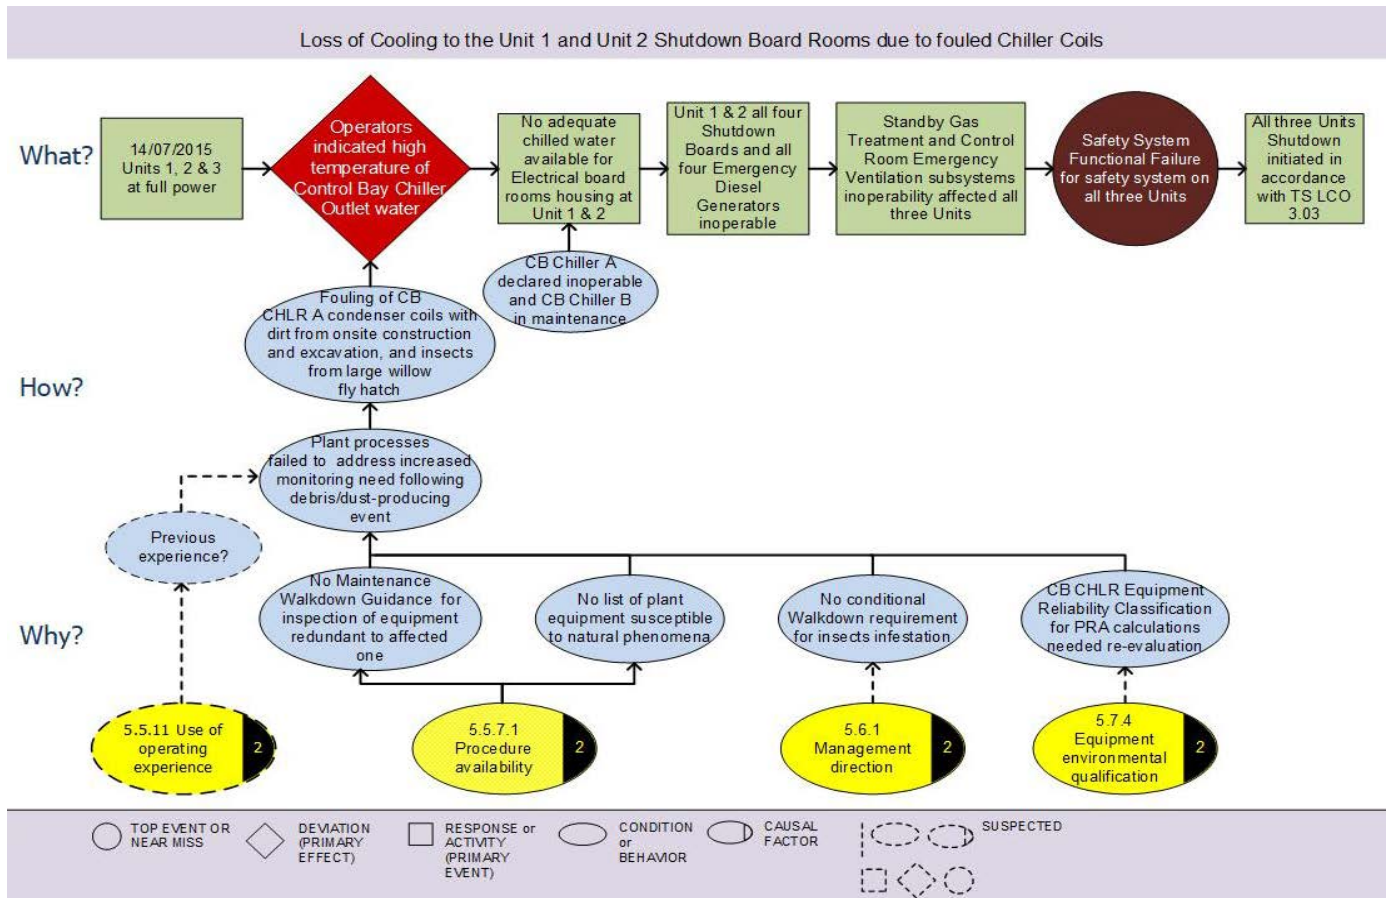 Loss of Cooling to the Unit 1 and Unit 2 Shutdown Board Rooms due to fouled Chiller Coils
What?
14/07/2015
Units 1, 2 & 3
at full power
Operators
indicated high
temperature of
Control Bay Chiller
Outlet water
No adequate
chilled water
available for
Electrical board
rooms housing at
Unit 1 & 2
Unit 1 & 2 all four
Shutdown
Boards and all
four Emergency
Diesel
Generators
inoperable
Standby Gas
Treatment and Control
Room Emergency
Ventilation subsystems
inoperability affected all
three Units
Safety System
Functional Failure
for safety system on
all three Units
All three Units
Shutdown
initiated in
accordance
with TS LCO
3.03
CB Chiller A
declared inoperable
and CB Chiller B
in maintenance
Fouling of CB
CHLR A condenser coils with
dirt from onsite construction
and excavation, and insects
from large willow
fly hatch
How?
Plant processes
failed to address increased
monitoring need following
debris/dust-producing
event
Previous
experience?
Why?
No Maintenance
Walkdown Guidance for
inspection of equipment
redundant to affected
one
No list of plant
equipment susceptible
to natural phenomena
No conditional
Walkdown requirement
for insects infestation
CB CHLR Equipment
Reliability Classification
for PRA calculations
needed re-evaluation
5.5.11 Use of
operating
experience
2
5.5.7.1
Procedure
availability
2
5.6.1
Management
direction
2
5.7.4
Equipment
environmental
qualification
2
TOP EVENT OR
NEAR MISS
DEVIATION
(PRIMARY
EFFECT)
RESPONSE or
ACTIVITY
(PRIMARY
EVENT)
CONDITION
or
BEHAVIOR
CAUSAL
FACTOR
SUSPECTED